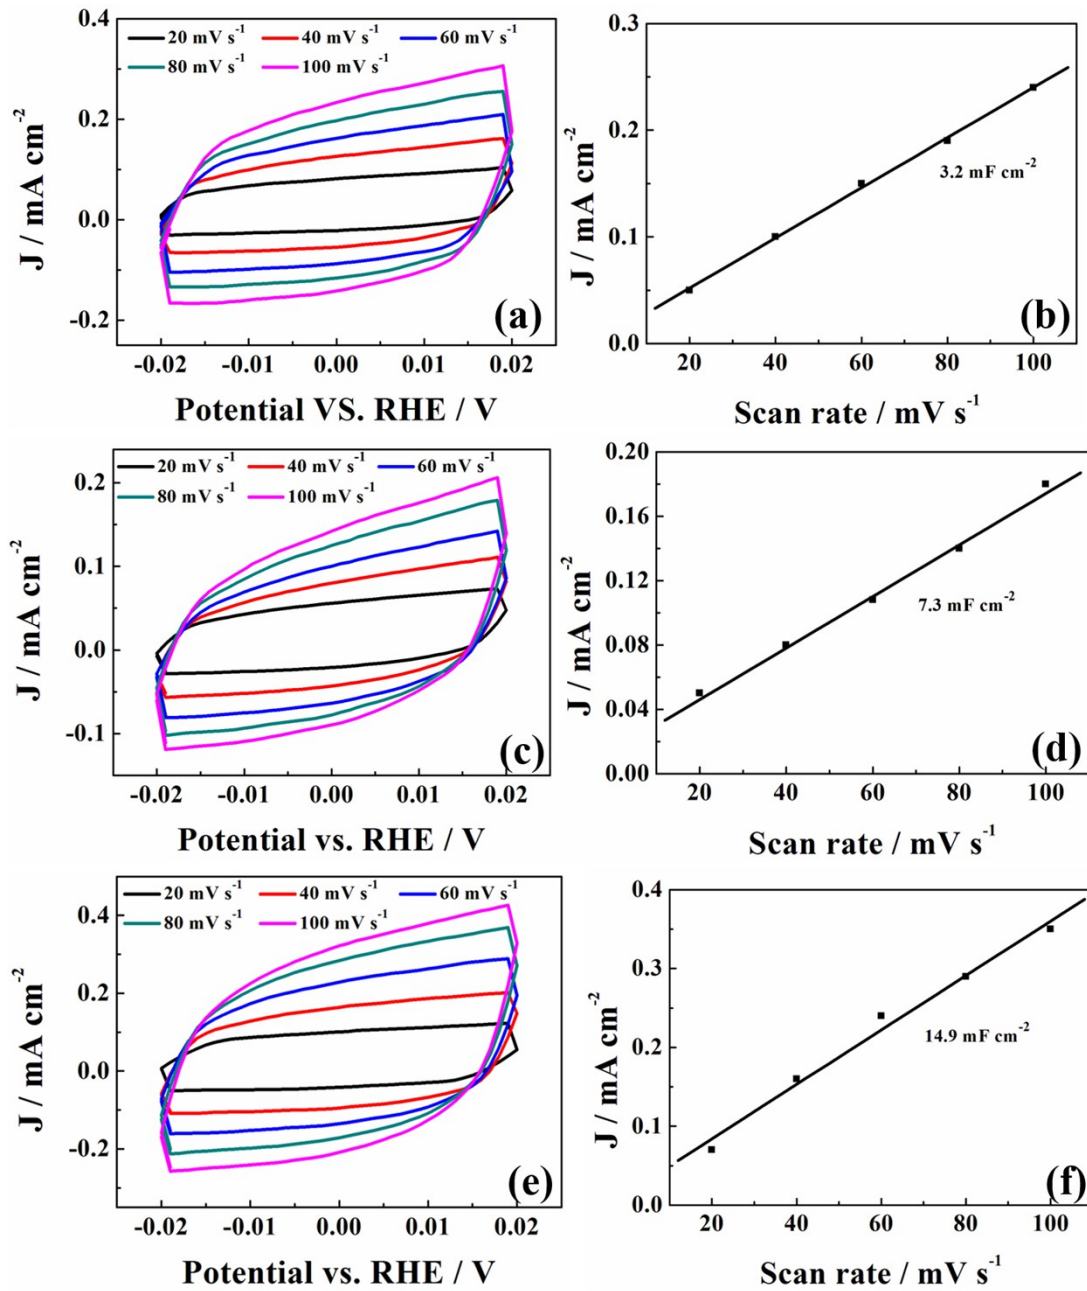 20 mV s⁻¹ 40 mV s⁻¹ 60 mV s⁻¹
80 mV s⁻¹ 100 mV s⁻¹
0.4
0.2
0.0
-0.2
J / mA cm⁻²
-0.02 -0.01 0.00 0.01 0.02
Potential VS. RHE / V
(a)
0.3
0.2
0.1
0.0
J / mA cm⁻²
3.2 mF cm⁻²
20 40 60 80 100
Scan rate / mV s⁻¹
(b)
20 mV s⁻¹ 40 mV s⁻¹ 60 mV s⁻¹
80 mV s⁻¹ 100 mV s⁻¹
0.2
0.1
0.0
-0.1
J / mA cm⁻²
-0.02 -0.01 0.00 0.01 0.02
Potential vs. RHE / V
(c)
0.20
0.16
0.12
0.08
0.04
0.00
J / mA cm⁻²
7.3 mF cm⁻²
20 40 60 80 100
Scan rate / mV s⁻¹
(d)
20 mV s⁻¹ 40 mV s⁻¹ 60 mV s⁻¹
80 mV s⁻¹ 100 mV s⁻¹
0.4
0.2
0.0
-0.2
J / mA cm⁻²
-0.02 -0.01 0.00 0.01 0.02
Potential vs. RHE / V
(e)
0.4
0.3
0.2
0.1
0.0
J / mA cm⁻²
14.9 mF cm⁻²
20 40 60 80 100
Scan rate / mV s⁻¹
(f)